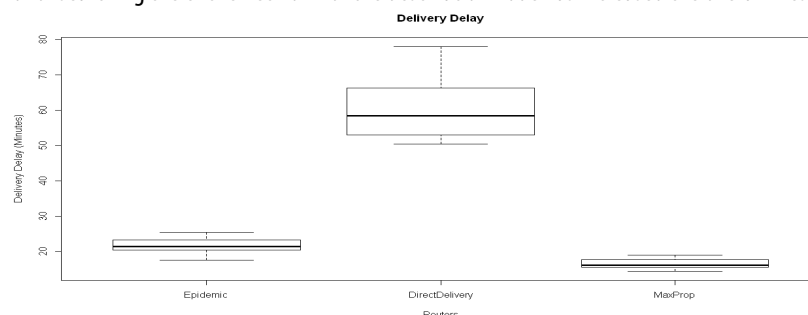 Delivery Delay
Delivery Delay (Minutes)
80
70
60
50
40
30
20
Epidemic
DirectDelivery
MaxProp
Routers